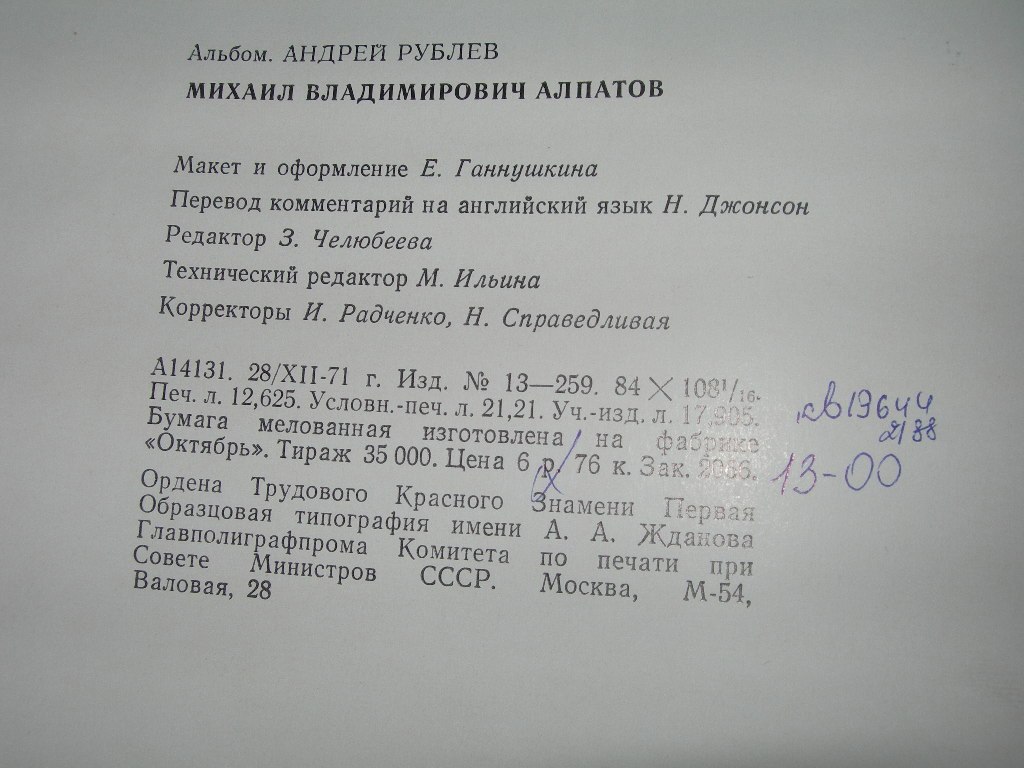 Альбом. АНДРЕЙ РУБЛЕВ
МИХАИЛ ВЛАДИМИРОВИЧ АЛПАТОВ
Макет и оформление Е. Ганнушкина
Перевод комментарий на английский язык Н. Джонсон
Редактор З. Челюбеева
Технический редактор М. Ильина
Корректоры И. Радченко, Н. Справедливая
А14131. 28/XII-71 г. Изд. № 13—259. 84 × 108¹/₁₆.
Печ. л. 12,625. Условн.-печ. л. 21,21. Уч.-изд. л. 17,905.
Бумага мелованная изготовлена на фабрике
«Октябрь». Тираж 35 000. Цена 6 р. 76 к. Зак.
Ордена Трудового Красного Знамени Первая
Образцовая типография имени А. А. Жданова
Главполиграфпрома Комитета по печати при
Совете Министров СССР. Москва, М-54,
Валовая, 28
19644
13-00